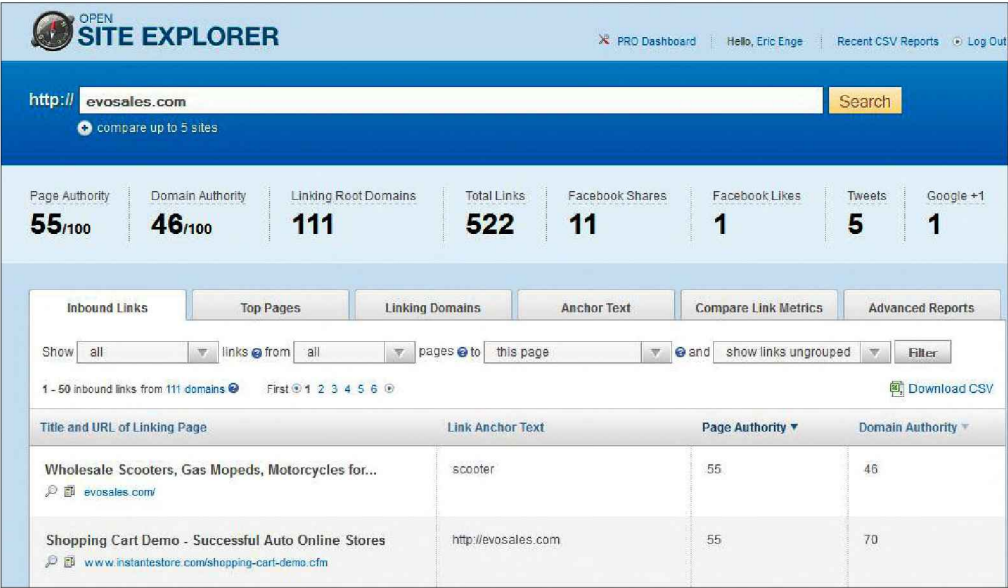 OPEN
SITE EXPLORER
PRO Dashboard Hello, Eric Enge Recent CSV Reports Log Out
http:// evosales.com Search
compare up to 5 sites
Page Authority Domain Authority Linking Root Domains Total Links Facebook Shares Facebook Likes Tweets Google +1
55/100 46/100 111 522 11 1 5 1
Inbound Links Top Pages Linking Domains Anchor Text Compare Link Metrics Advanced Reports
Show all links from all pages to this page and show links ungrouped Filter
1 - 50 inbound links from 111 domains First 1 2 3 4 5 6 Download CSV
Title and URL of Linking Page Link Anchor Text Page Authority Domain Authority
Wholesale Scooters, Gas Mopeds, Motorcycles for... scooter 55 46
evosales.com/
Shopping Cart Demo - Successful Auto Online Stores http://evosales.com 55 70
www.instantestore.com/shopping-cart-demo.cfm